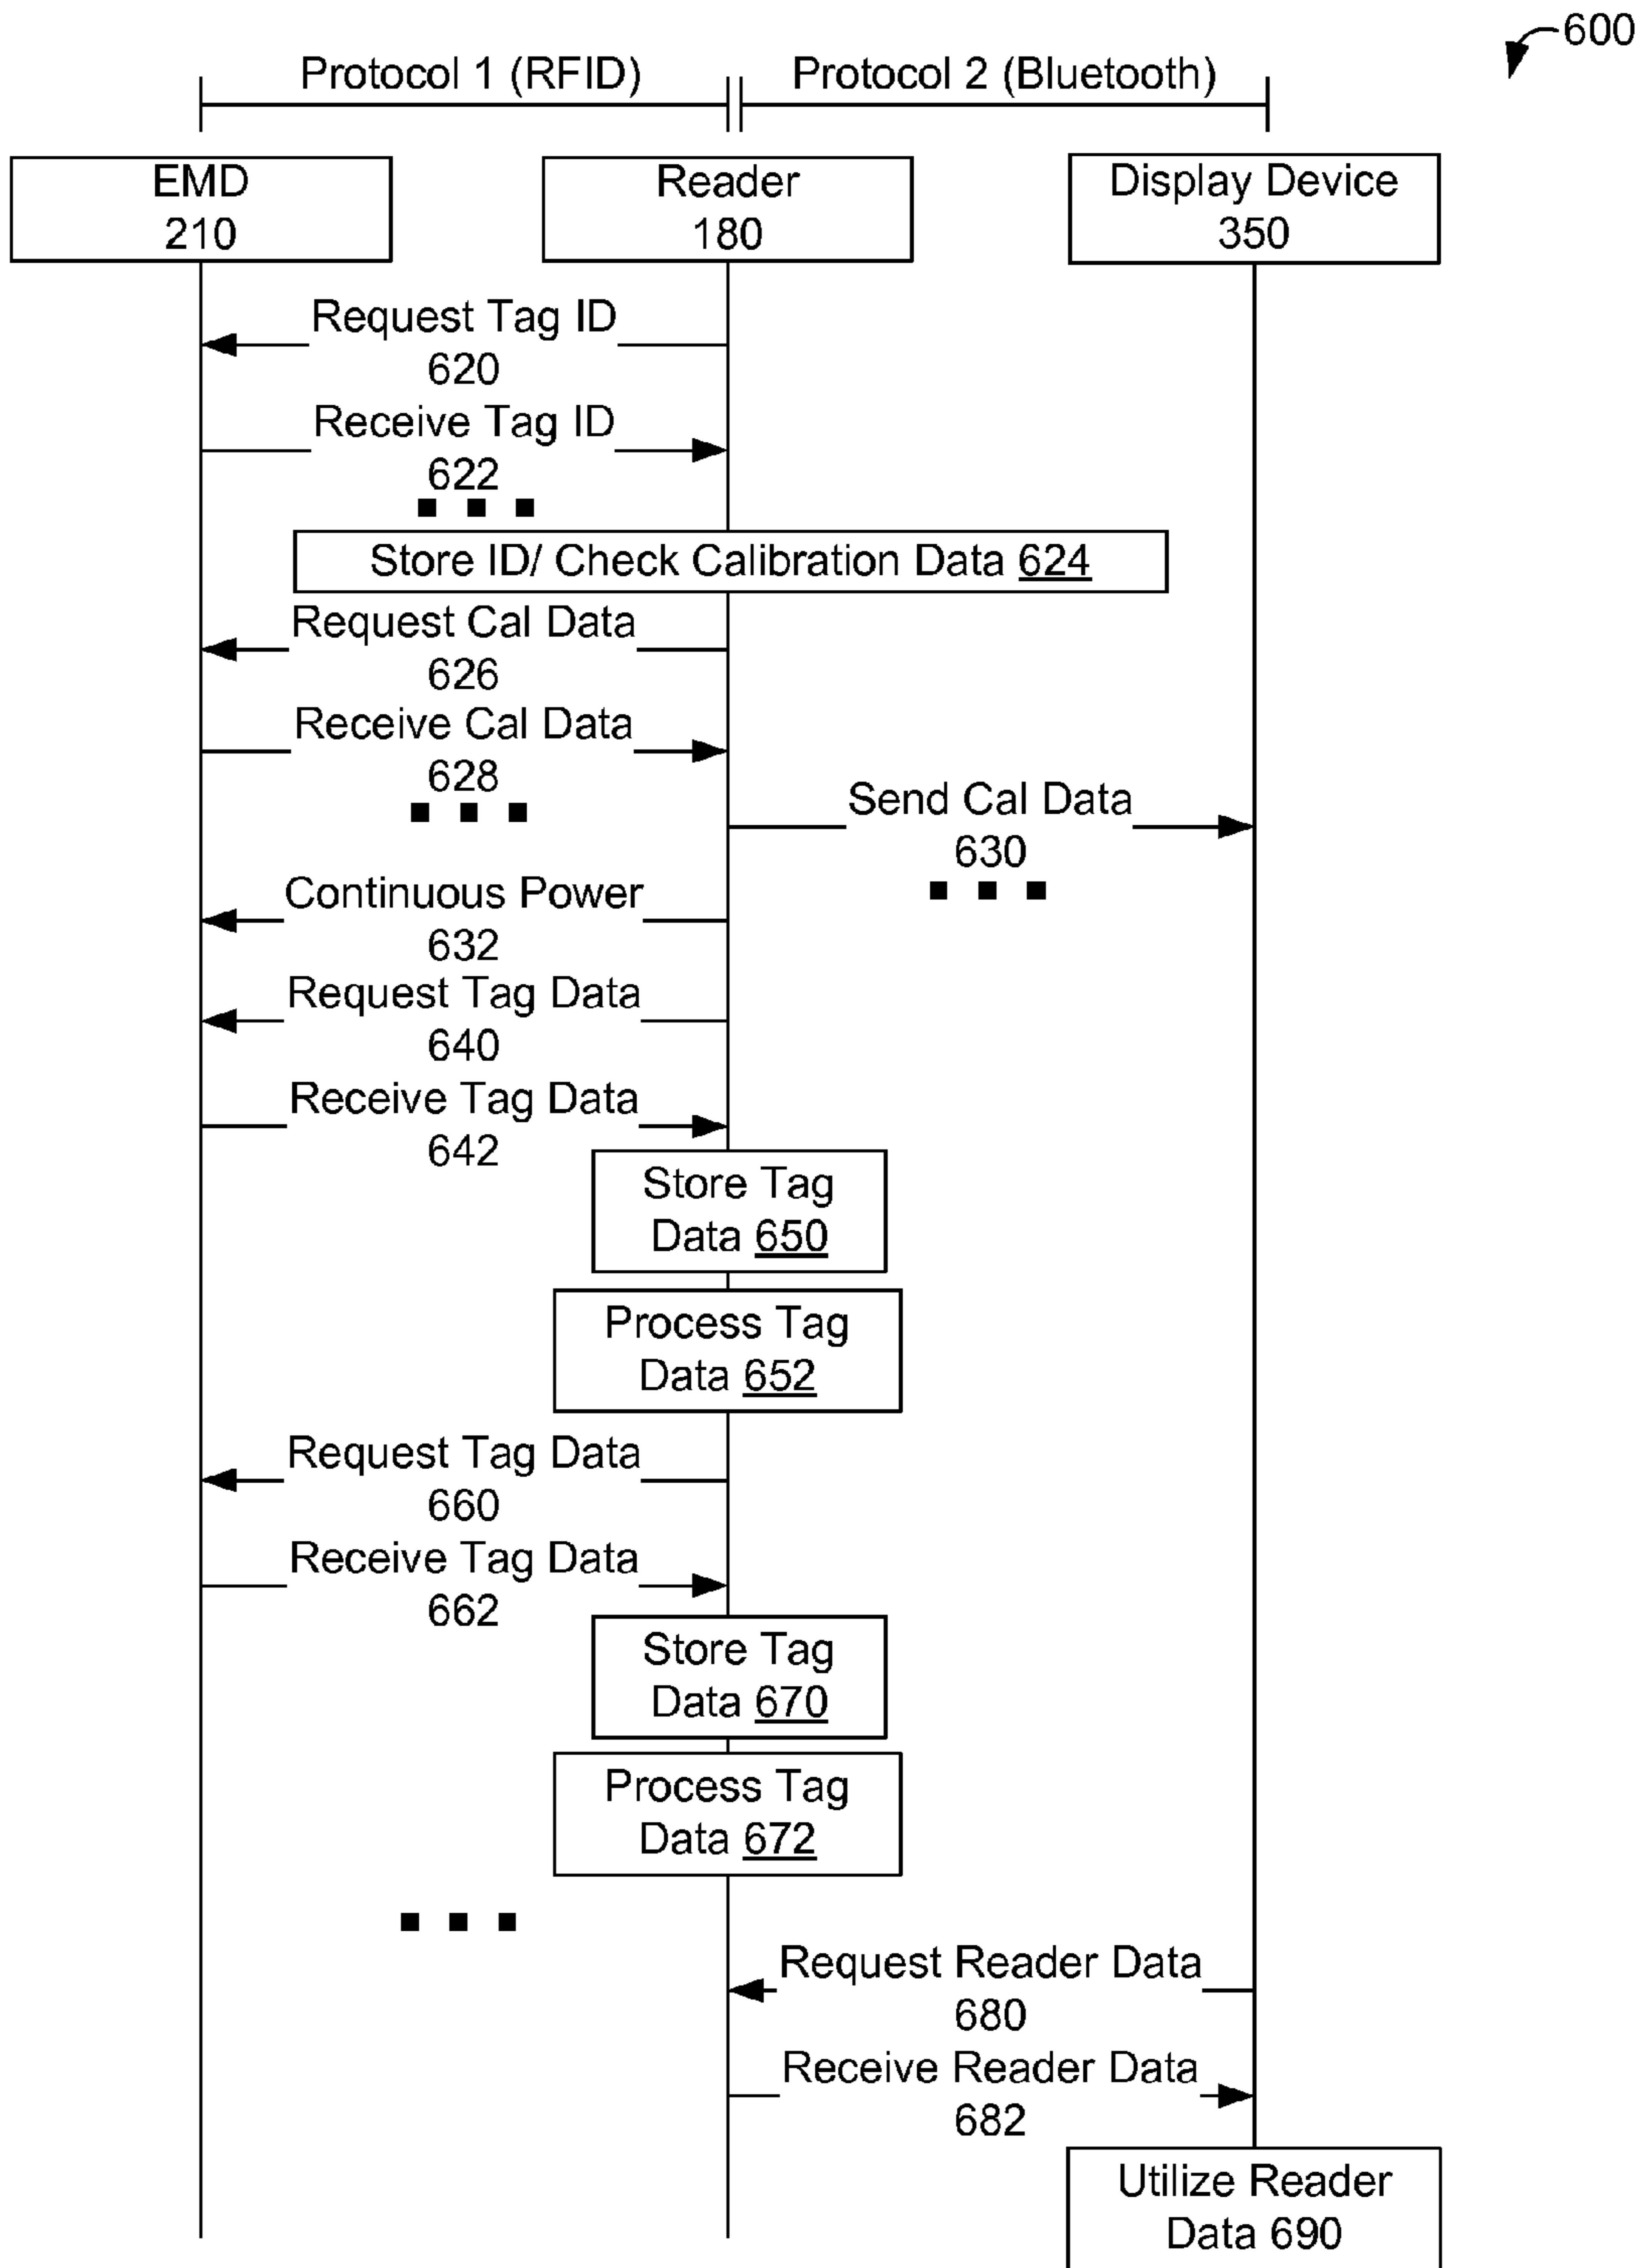 600
Protocol 1 (RFID)
Protocol 2 (Bluetooth)
EMD
210
Reader
180
Display Device
350
Request Tag ID
620
Receive Tag ID
622
Store ID/ Check Calibration Data 624
Request Cal Data
626
Receive Cal Data
628
Send Cal Data
630
Continuous Power
632
Request Tag Data
640
Receive Tag Data
642
Store Tag
Data 650
Process Tag
Data 652
Request Tag Data
660
Receive Tag Data
662
Store Tag
Data 670
Process Tag
Data 672
Request Reader Data
680
Receive Reader Data
682
Utilize Reader
Data 690